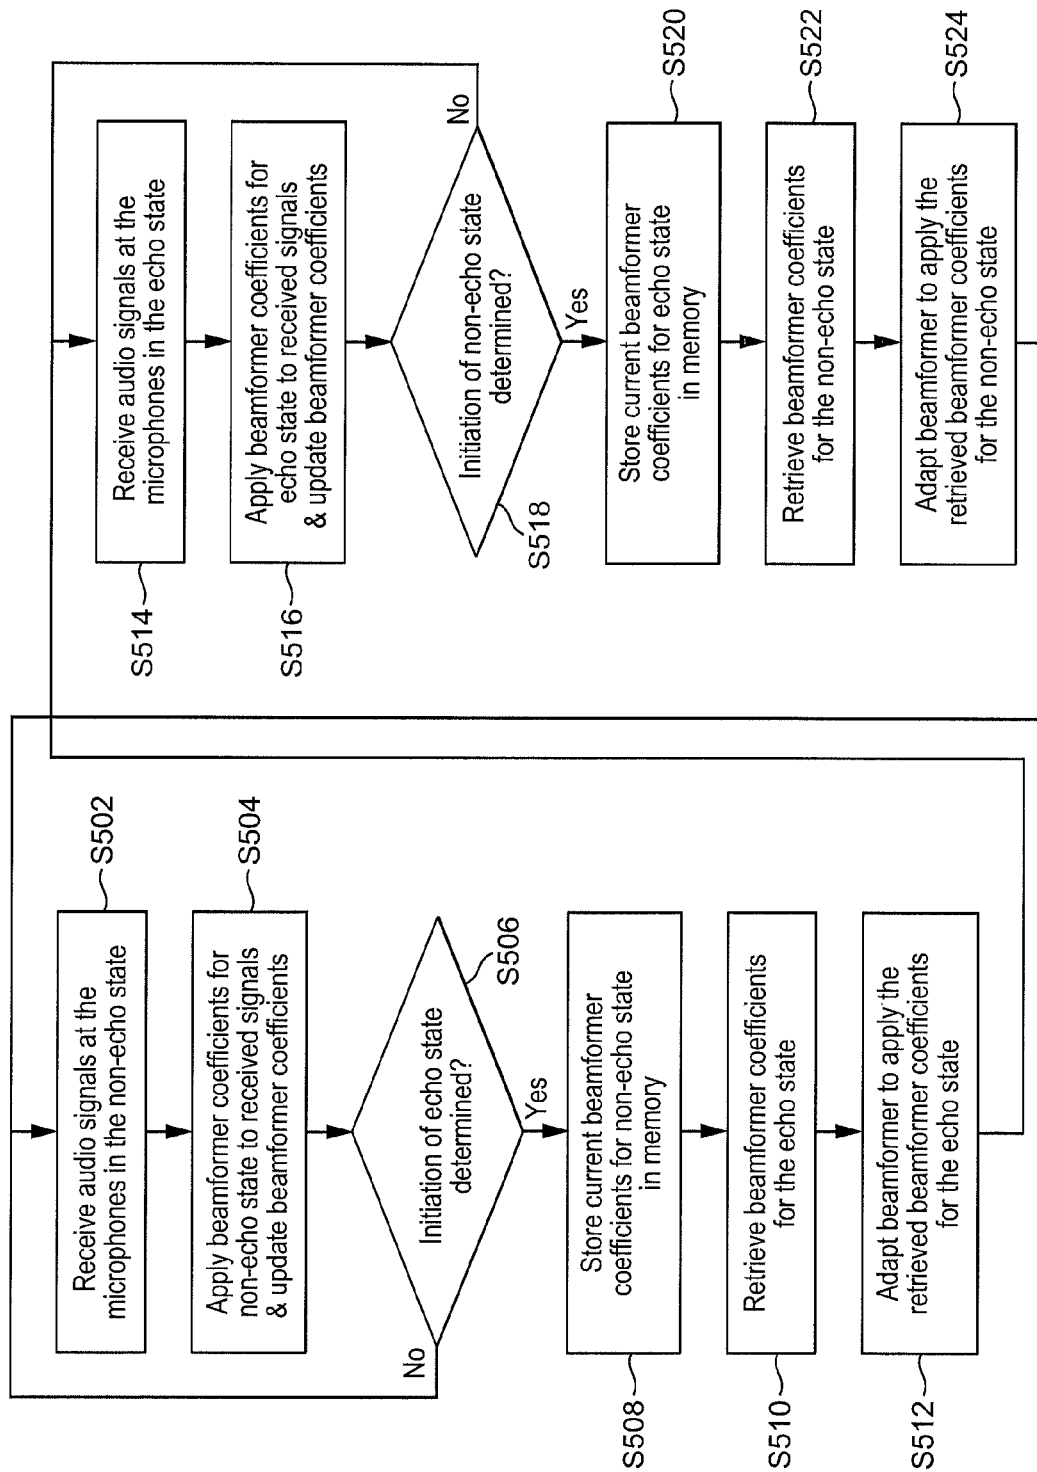 S502
Receive audio signals at the
microphones in the non-echo state
S504
Apply beamformer coefficients for
non-echo state to received signals
& update beamformer coefficients
S506
Initiation of echo state
determined?
No
Yes
S508
Store current beamformer
coefficients for non-echo state
in memory
S510
Retrieve beamformer coefficients
for the echo state
S512
Adapt beamformer to apply the
retrieved beamformer coefficients
for the echo state
S514
Receive audio signals at the
microphones in the echo state
S516
Apply beamformer coefficients for
echo state to received signals
& update beamformer coefficients
S518
Initiation of non-echo state
determined?
No
Yes
S520
Store current beamformer
coefficients for echo state
in memory
S522
Retrieve beamformer coefficients
for the non-echo state
S524
Adapt beamformer to apply the
retrieved beamformer coefficients
for the non-echo state